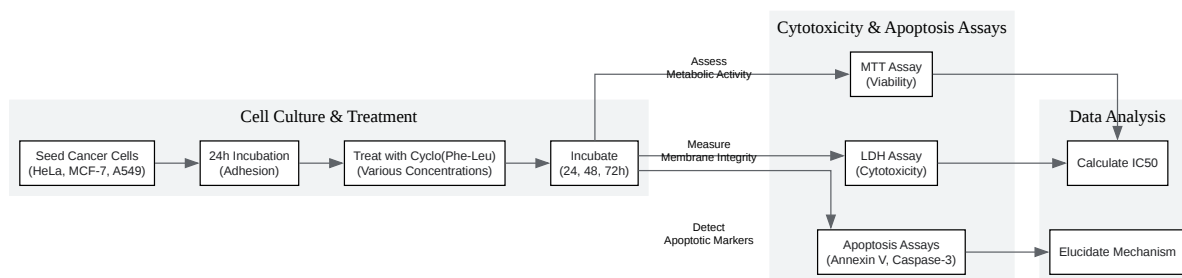 Cytotoxicity & Apoptosis Assays
Assess
Metabolic Activity
MTT Assay
(Viability)
Cell Culture & Treatment
Data Analysis
Seed Cancer Cells
(HeLa, MCF-7, A549)
24h Incubation
(Adhesion)
Treat with Cyclo(Phe-Leu)
(Various Concentrations)
Incubate
(24, 48, 72h)
Measure
Membrane Integrity
LDH Assay
(Cytotoxicity)
Calculate IC50
Detect
Apoptotic Markers
Apoptosis Assays
(Annexin V, Caspase-3)
Elucidate Mechanism